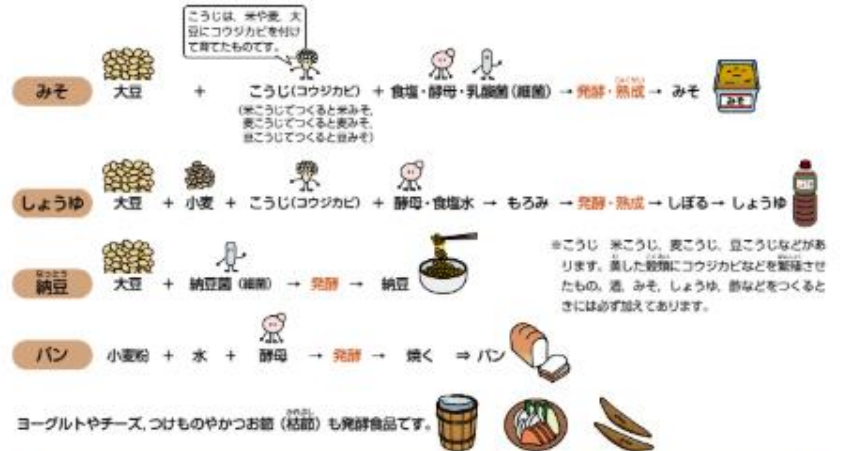 こうじは、米や麦、大
豆にコウジカビを付け
て育てたものです。
みそ 大豆 + こうじ(コウジカビ) + 食塩・酵母・乳酸菌(細菌) → 発酵・熟成 → みそ
みそ
(米こうじでつくると米みそ,
麦こうじでつくると麦みそ,
豆こうじでつくると豆みそ)
しょうゆ 大豆 + 小麦 + こうじ(コウジカビ) + 酵母・食塩水 → もろみ → 発酵・熟成 → しぼる → しょうゆ
※こうじ 米こうじ、麦こうじ、豆こうじなどがあ
ります。蒸した穀類にコウジカビなどを繁殖させ
たもの。酒、みそ、しょうゆ、酢などをつくると
きには必ず加えてあります。
なっとう
納豆 大豆 + 納豆菌(細菌) → 発酵 → 納豆
パン 小麦粉 + 水 + 酵母 → 発酵 → 焼く ⇒ パン
かれぶし
ヨーグルトやチーズ,つけものやかつお節(枯節)も発酵食品です。